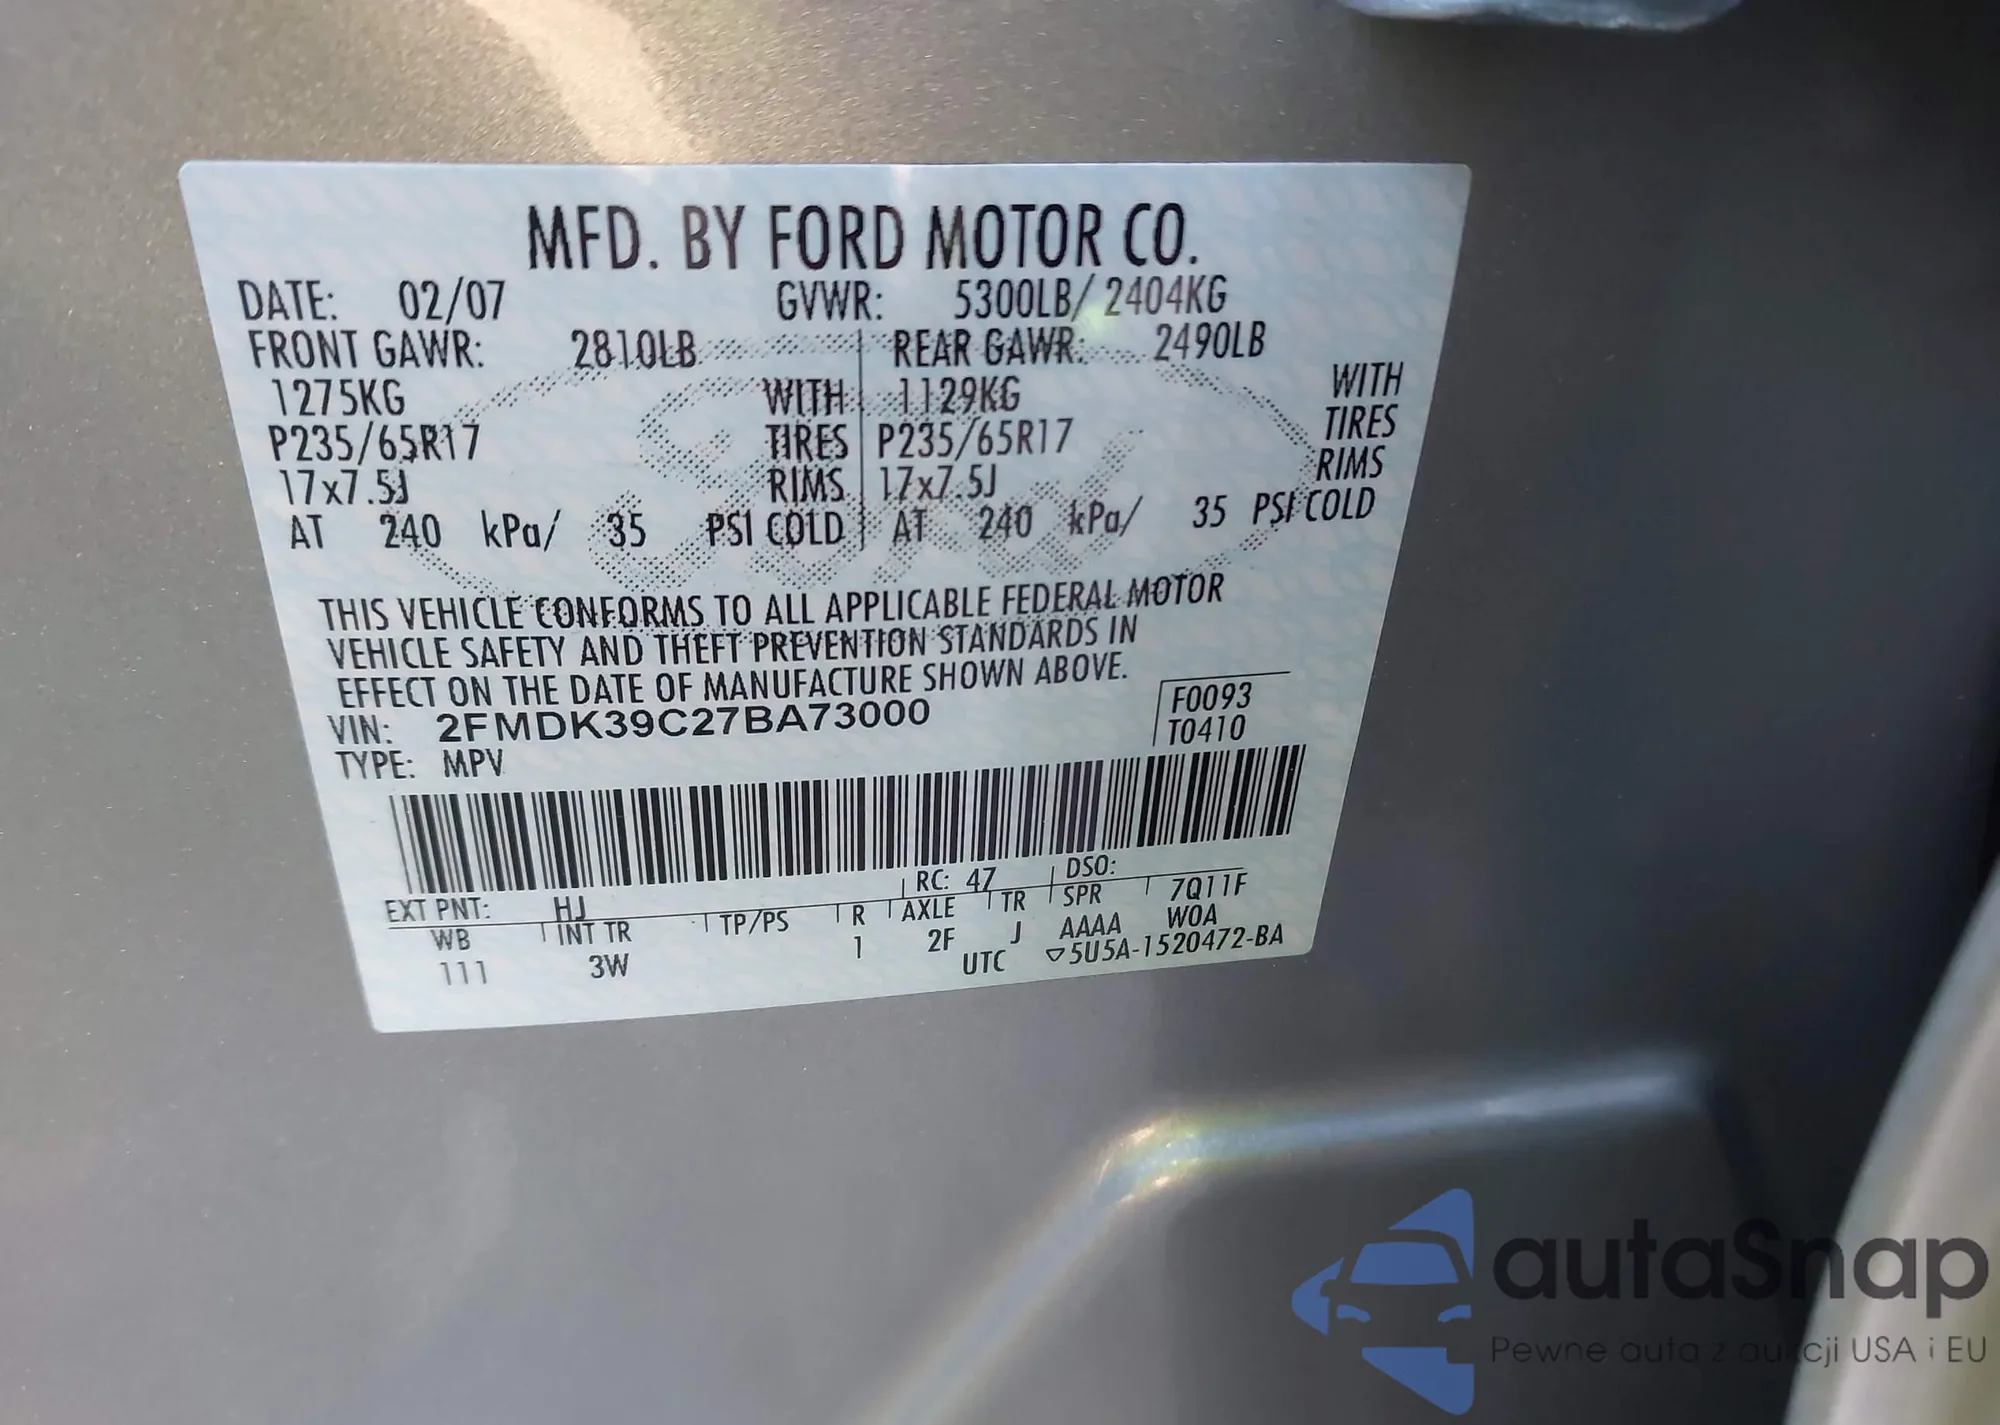 MFD. BY FORD MOTOR CO.
DATE: 02/07 GVWR: 5300LB/ 2404KG
FRONT GAWR: 2810LB REAR GAWR: 2490LB
1275KG WITH 1129KG WITH
P235/65R17 TIRES P235/65R17 TIRES
17x7.5J RIMS 17x7.5J RIMS
AT 240 kPa/ 35 PSI COLD AT 240 kPa/ 35 PSI COLD
THIS VEHICLE CONFORMS TO ALL APPLICABLE FEDERAL MOTOR
VEHICLE SAFETY AND THEFT PREVENTION STANDARDS IN
EFFECT ON THE DATE OF MANUFACTURE SHOWN ABOVE.
VIN: 2FMDK39C27BA73000 F0093
TYPE: MPV T0410
EXT PNT: HJ RC: 47 DSO:
WB INT TR TP/PS R AXLE TR SPR 7Q11F
111 3W 1 2F J AAAA W0A
UTC ▽5U5A-1520472-BA
autaSnap
Pewne auta z aukcji USA i EU